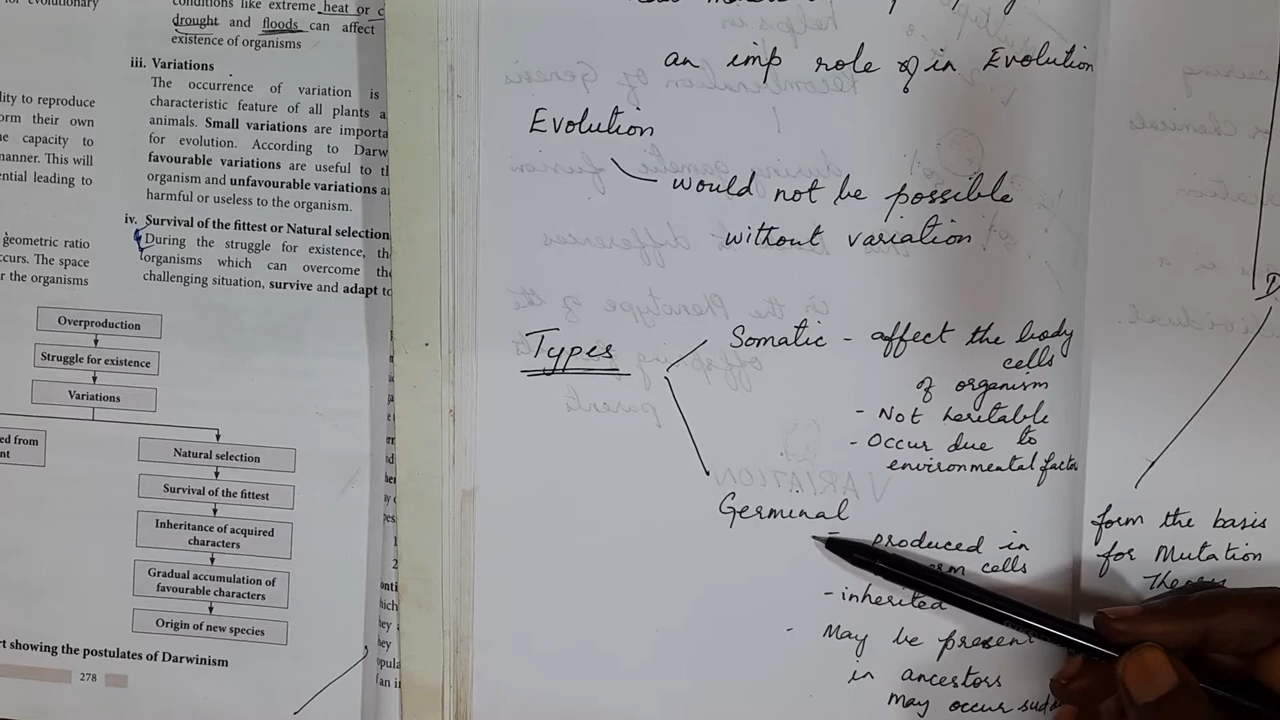 conditions like extreme heat or c
drought and floods can affect
existence of organisms
iii. Variations
The occurrence of variation is
characteristic feature of all plants a
animals. Small variations are importa
for evolution. According to Darw
favourable variations are useful to t
organism and unfavourable variations a
harmful or useless to the organism.
iv. Survival of the fittest or Natural selection
During the struggle for existence, th
organisms which can overcome the
challenging situation, survive and adapt to
lity to reproduce
orm their own
e capacity to
manner. This will
ential leading to
geometric ratio
ccurs. The space
r the organisms
Overproduction
Struggle for existence
Variations
ed from
nt
Natural selection
Survival of the fittest
Inheritance of acquired
characters
Gradual accumulation of
favourable characters
Origin of new species
rt showing the postulates of Darwinism
278
an imp role of in Evolution
Evolution
would not be possible
without variation
Types
Somatic - affect the body
cells
of organism
- Not heritable
- Occur due to
environmental factor
Germinal
- produced in
cells
- inherited
- May be present
in ancestors
may occur
form the basis
for Mutation